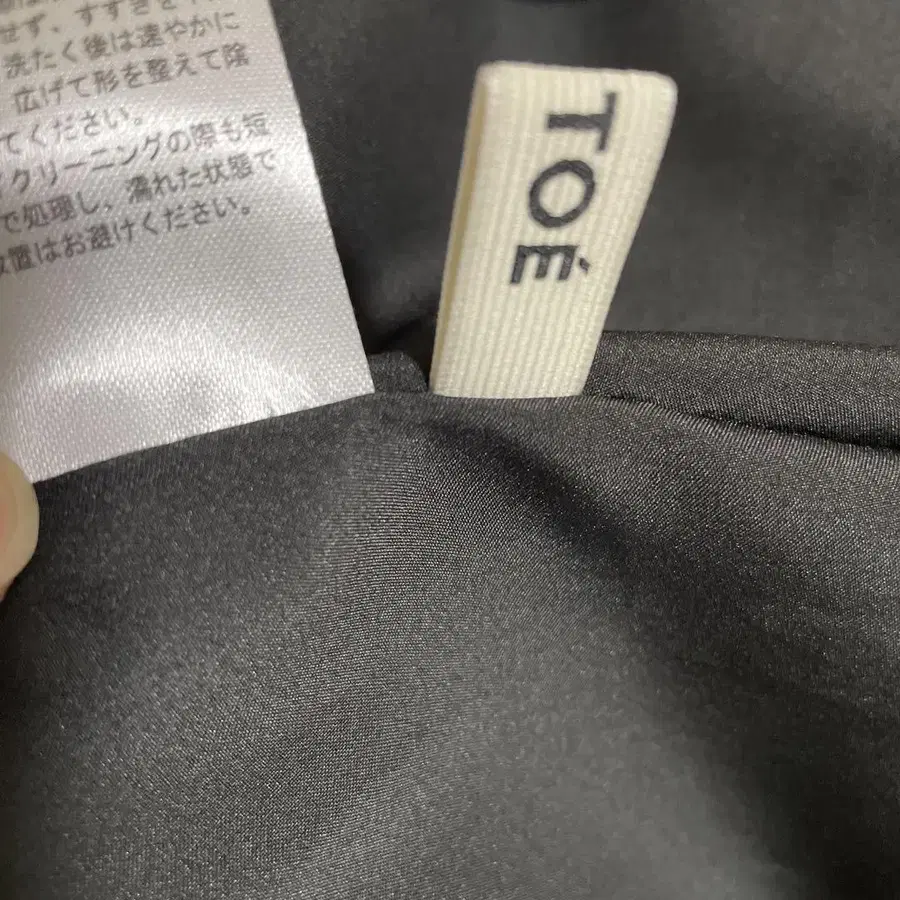 せず、すすぎを
洗たく後は速やかに
広げて形を整えて陰
てください。
クリーニングの際も短
で処理し、濡れた状態で
置はお避けください。
TOÉ